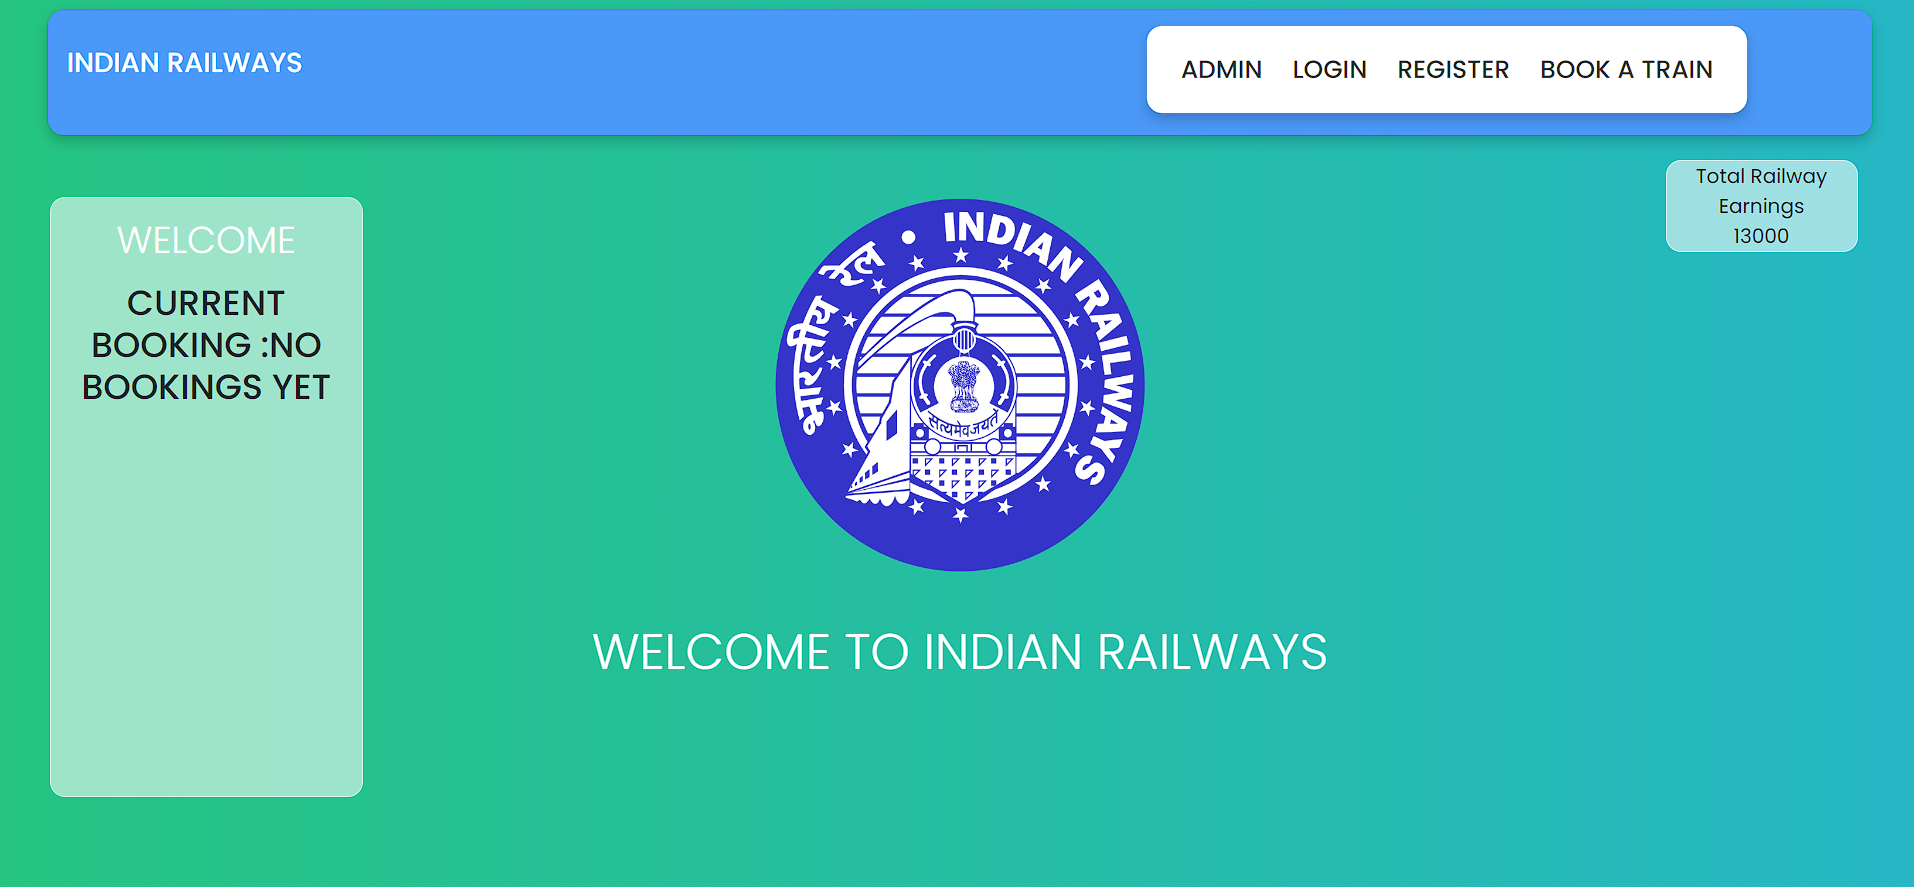 INDIAN RAILWAYS
ADMIN LOGIN REGISTER BOOK A TRAIN
Total Railway
Earnings
13000
WELCOME
CURRENT
BOOKING :NO
BOOKINGS YET
भारतीय रेल • INDIAN RAILWAYS
सत्यमेव जयते
WELCOME TO INDIAN RAILWAYS